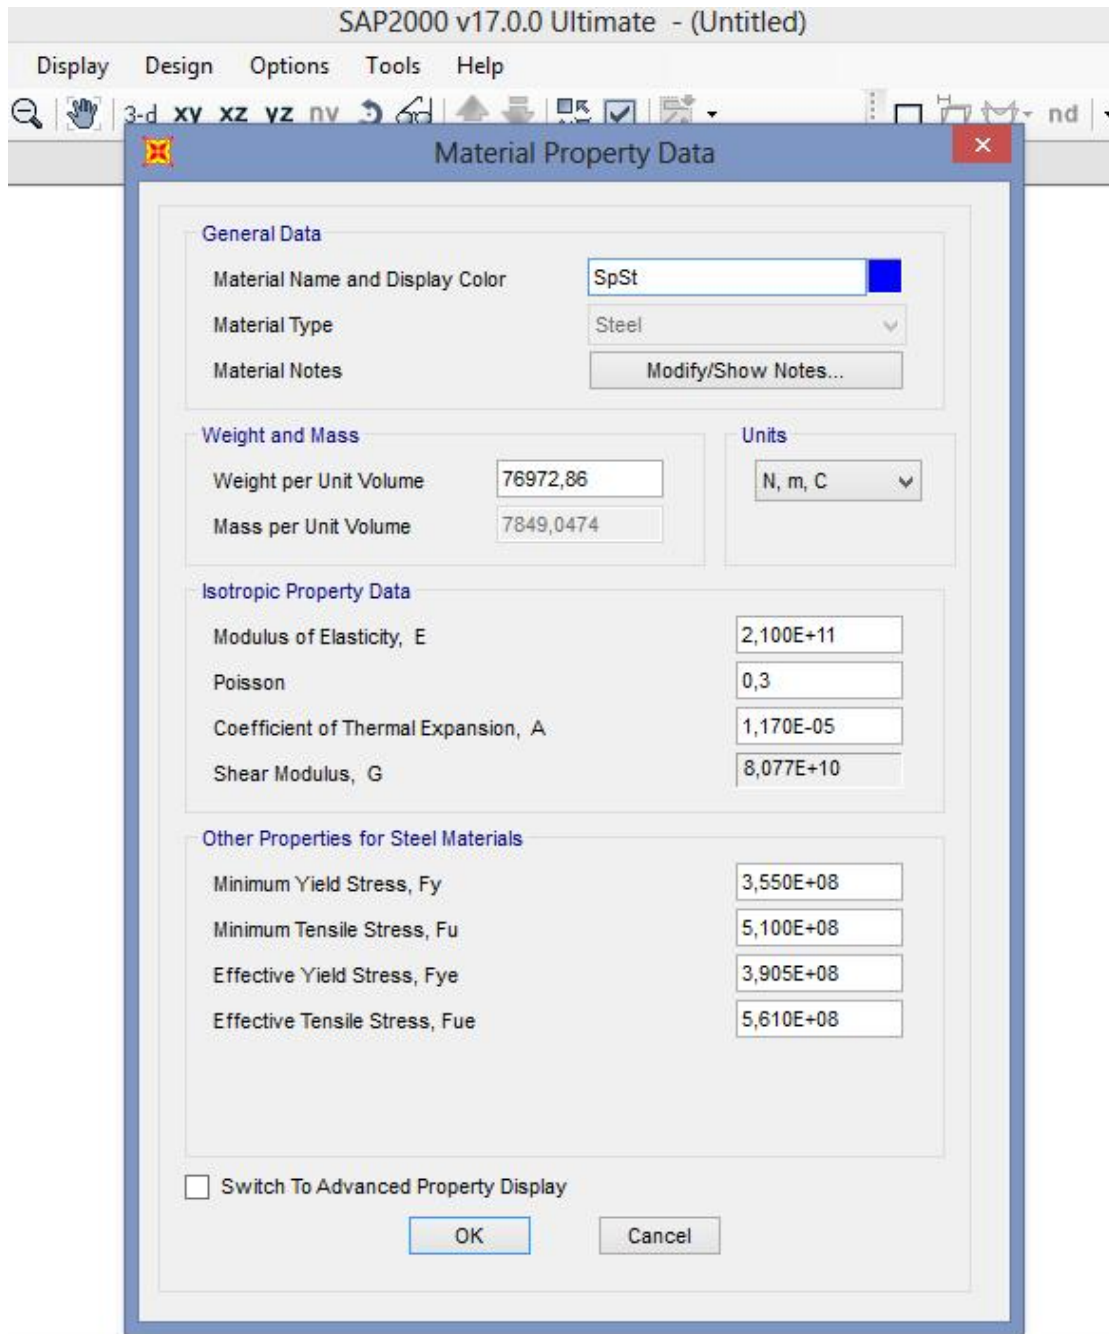 SAP2000 v17.0.0 Ultimate - (Untitled)
Display Design Options Tools Help
3-d xy xz yz nv nd
Material Property Data
General Data
Material Name and Display Color SpSt
Material Type Steel
Material Notes Modify/Show Notes...
Weight and Mass Units
Weight per Unit Volume 76972,86 N, m, C
Mass per Unit Volume 7849,0474
Isotropic Property Data
Modulus of Elasticity, E 2,100E+11
Poisson 0,3
Coefficient of Thermal Expansion, A 1,170E-05
Shear Modulus, G 8,077E+10
Other Properties for Steel Materials
Minimum Yield Stress, Fy 3,550E+08
Minimum Tensile Stress, Fu 5,100E+08
Effective Yield Stress, Fye 3,905E+08
Effective Tensile Stress, Fue 5,610E+08
Switch To Advanced Property Display
OK Cancel